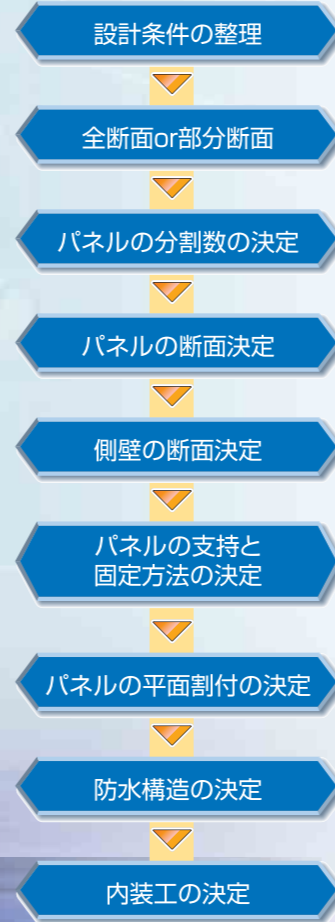 設計条件の整理
全断面or部分断面
パネルの分割数の決定
パネルの断面決定
側壁の断面決定
パネルの支持と
固定方法の決定
パネルの平面割付の決定
防水構造の決定
内装工の決定